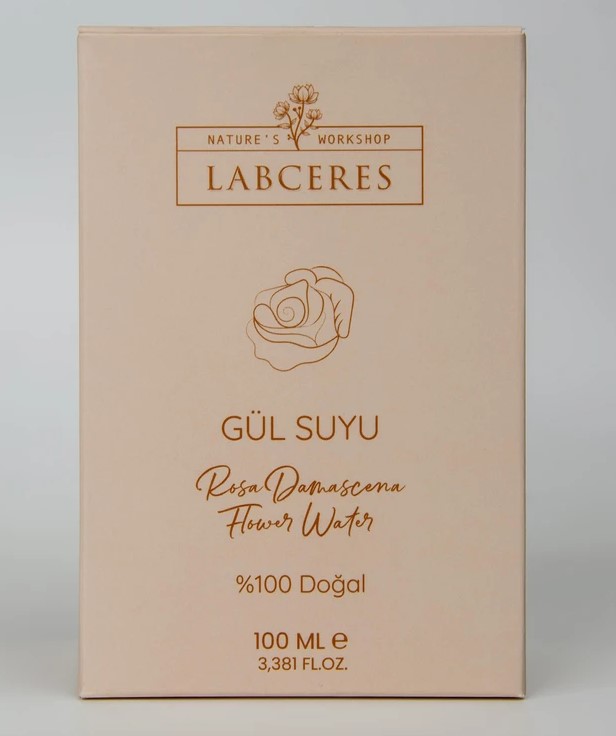 NATURE'S WORKSHOP
LABCERES
GÜL SUYU
Rosa Damascena
Flower Water
%100 Doğal
100 ML ℮
3,381 FL.OZ.